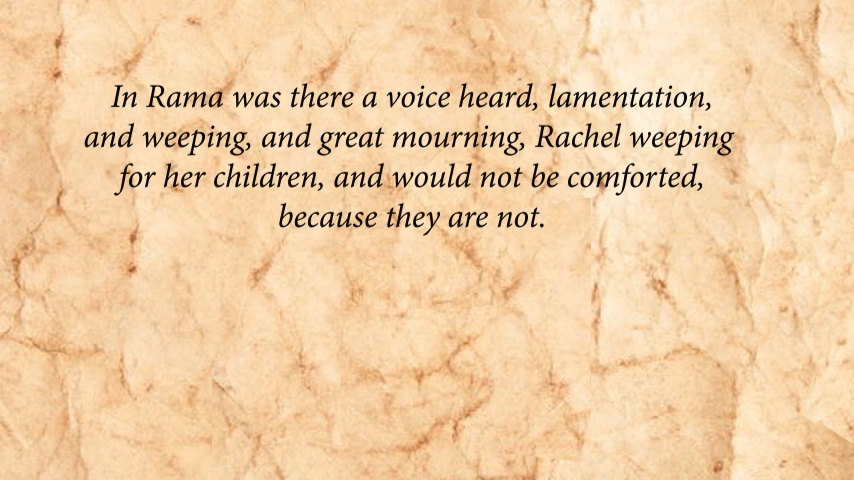 In Rama was there a voice heard, lamentation,
and weeping, and great mourning, Rachel weeping
for her children, and would not be comforted,
because they are not.